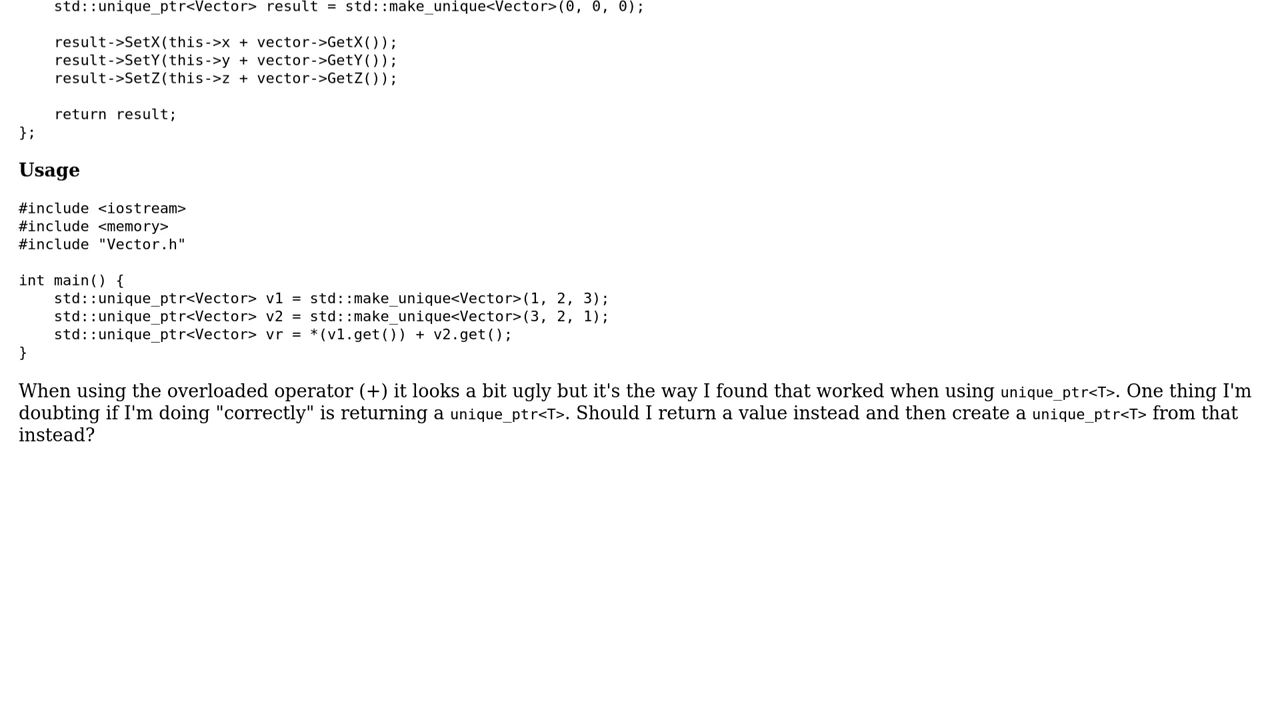 std::unique_ptr<Vector> result = std::make_unique<Vector>(0, 0, 0);
result->SetX(this->x + vector->GetX());
result->SetY(this->y + vector->GetY());
result->SetZ(this->z + vector->GetZ());
return result;
};
Usage
#include <iostream>
#include <memory>
#include "Vector.h"
int main() {
std::unique_ptr<Vector> v1 = std::make_unique<Vector>(1, 2, 3);
std::unique_ptr<Vector> v2 = std::make_unique<Vector>(3, 2, 1);
std::unique_ptr<Vector> vr = *(v1.get()) + v2.get();
}
When using the overloaded operator (+) it looks a bit ugly but it's the way I found that worked when using unique_ptr<T>. One thing I'm
doubting if I'm doing "correctly" is returning a unique_ptr<T>. Should I return a value instead and then create a unique_ptr<T> from that
instead?